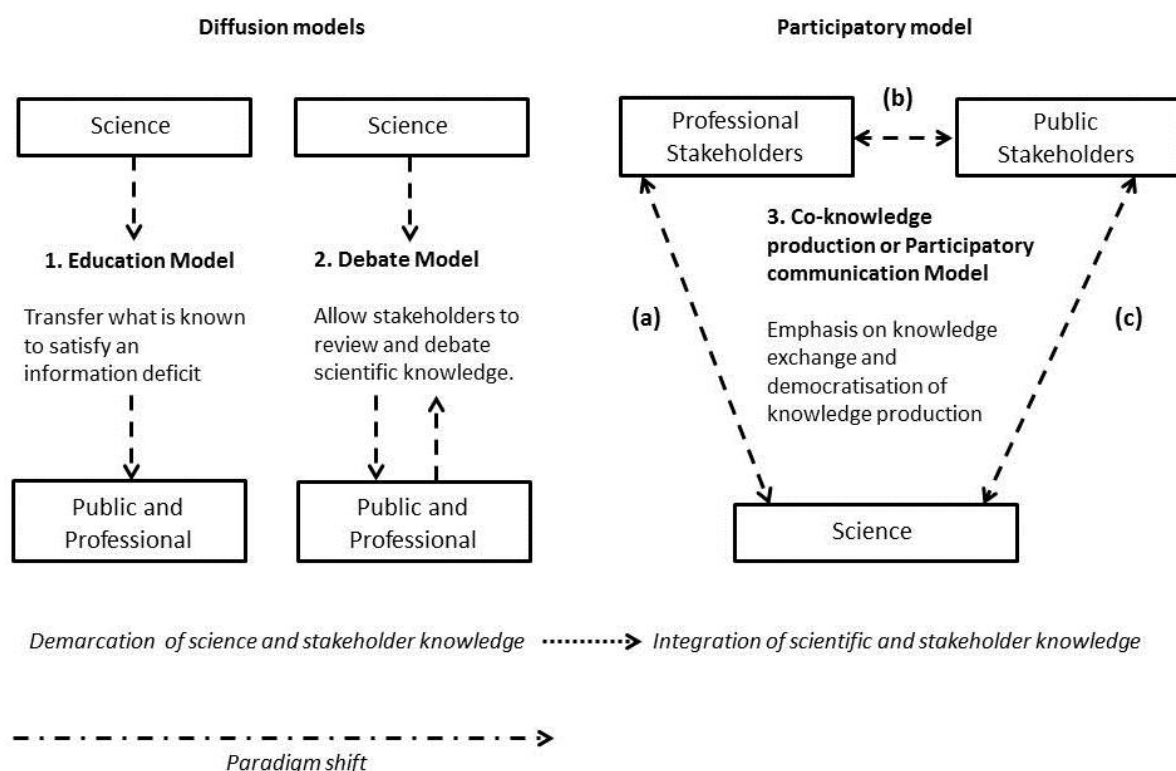 Diffusion models
Participatory model
Science
Science
1. Education Model
Transfer what is known
to satisfy an
information deficit
2. Debate Model
Allow stakeholders to
review and debate
scientific knowledge.
Public and
Professional
Public and
Professional
Professional
Stakeholders
(b)
Public
Stakeholders
(a)
3. Co-knowledge
production or Participatory
communication Model
Emphasis on knowledge
exchange and
democratisation of
knowledge production
(c)
Science
Demarcation of science and stakeholder knowledge
Integration of scientific and stakeholder knowledge
Paradigm shift